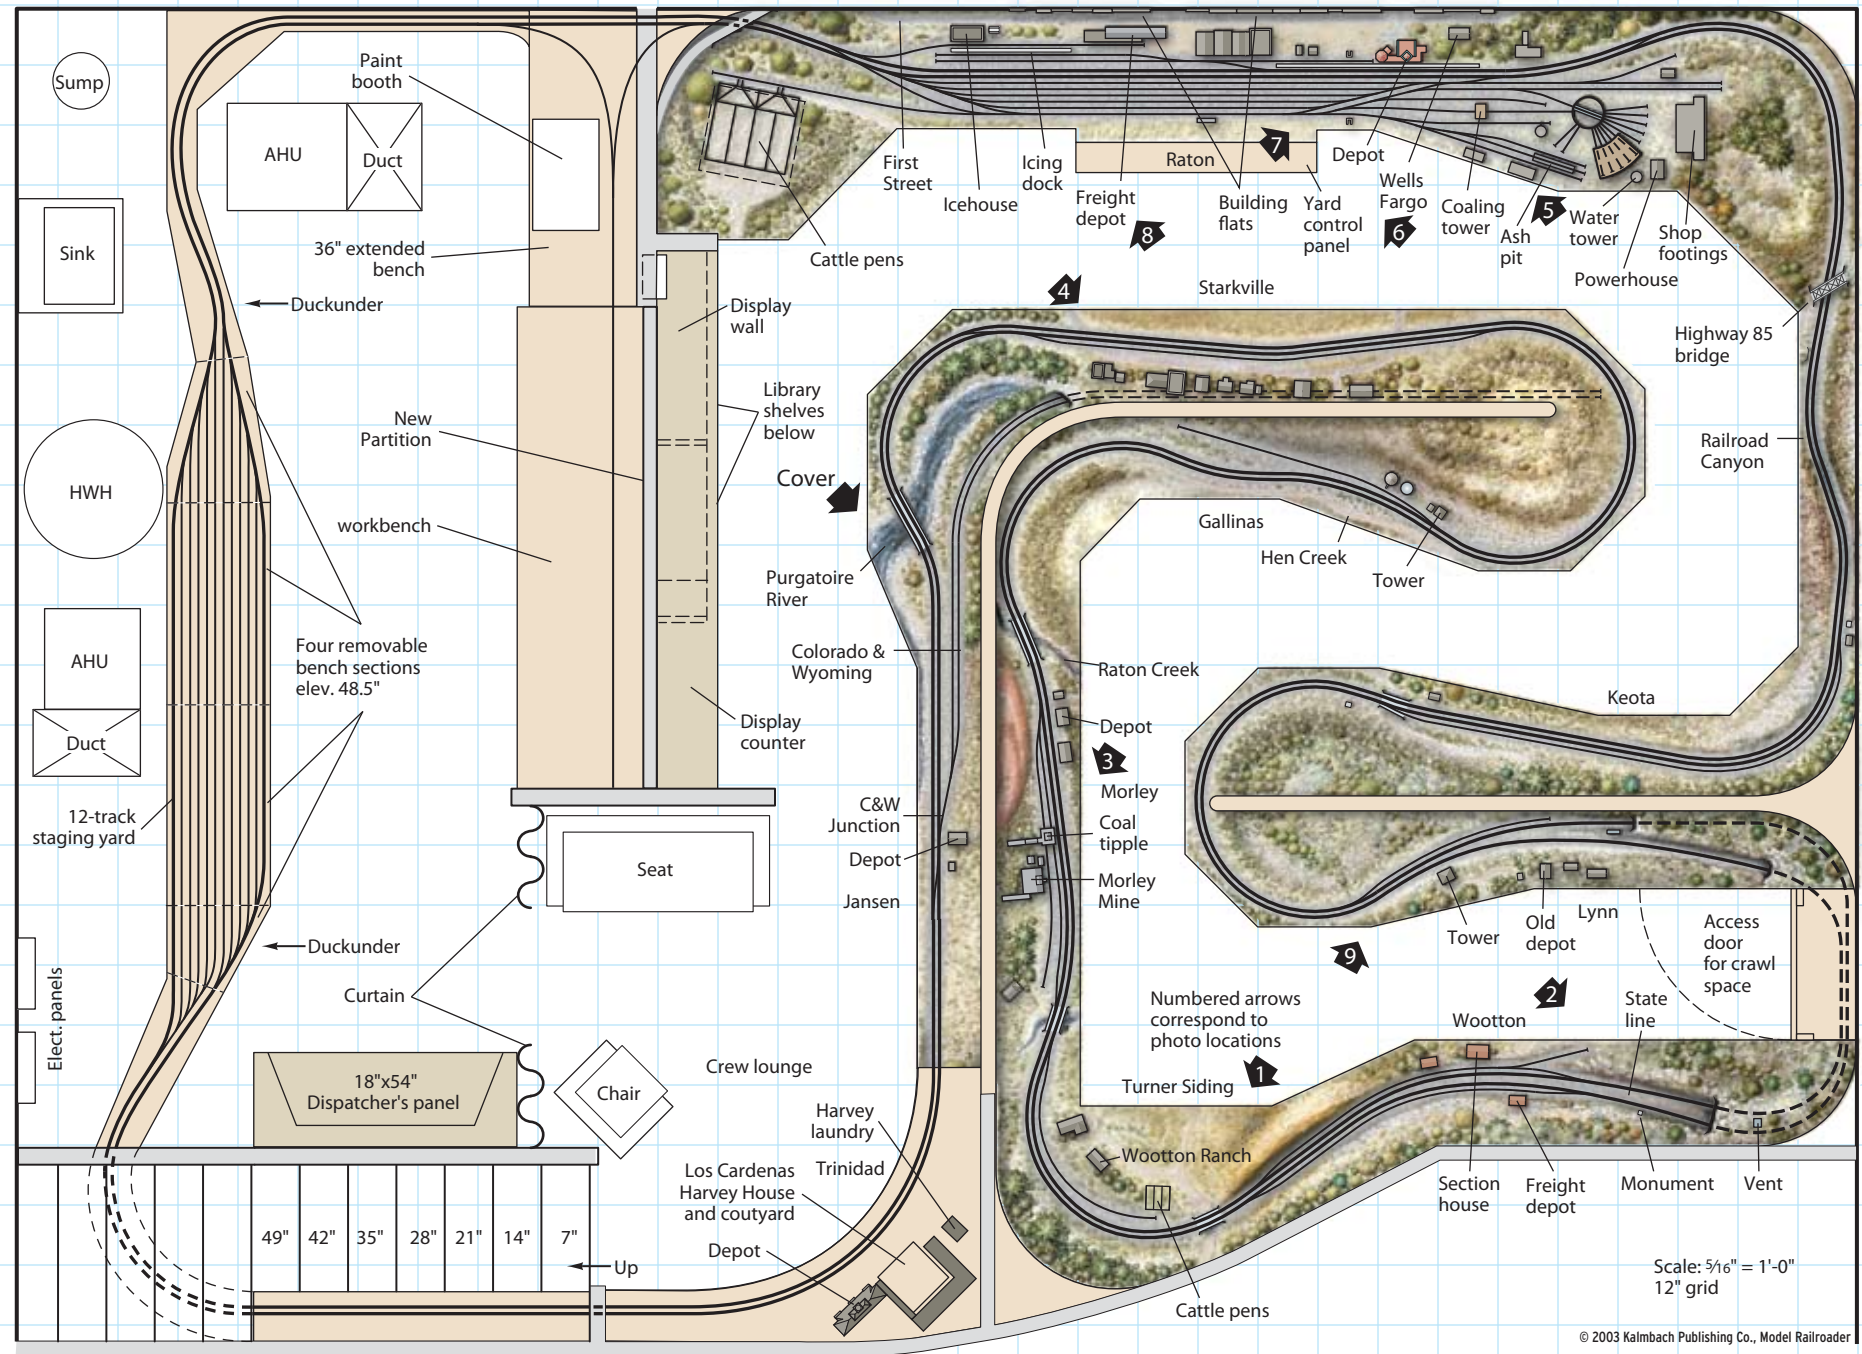 Sump
Paint
booth
AHU
Duct
Sink
36" extended
bench
Duckunder
New
Partition
HWH
workbench
AHU
Duct
Four removable
bench sections
elev. 48.5"
12-track
staging yard
Duckunder
Elect. panels
Curtain
18"x54"
Dispatcher's panel
49"
42"
35"
28"
21"
14"
7"
Up
Seat
Chair
Crew lounge
Display
wall
Library
shelves
below
Cover
Display
counter
Purgatoire
River
Colorado &
Wyoming
C&W
Junction
Depot
Jansen
Harvey
laundry
Trinidad
Los Cardenas
Harvey House
and coutyard
Depot
Cattle pens
First
Street
Icehouse
Icing
dock
Freight
depot
Raton
7
8
Building
flats
Yard
control
panel
Depot
Wells
Fargo
6
Coaling
tower
Ash
pit
5
Water
tower
Powerhouse
Shop
footings
4
Starkville
Highway 85
bridge
Railroad
Canyon
Gallinas
Hen Creek
Tower
Raton Creek
Depot
3
Morley
Coal
tipple
Morley
Mine
Keota
Tower
Old
depot
Lynn
Access
door
for crawl
space
9
2
Numbered arrows
correspond to
photo locations
1
Turner Siding
Wootton
State
line
Wootton Ranch
Cattle pens
Section
house
Freight
depot
Monument
Vent
Scale: 5/16" = 1'-0"
12" grid
© 2003 Kalmbach Publishing Co., Model Railroader